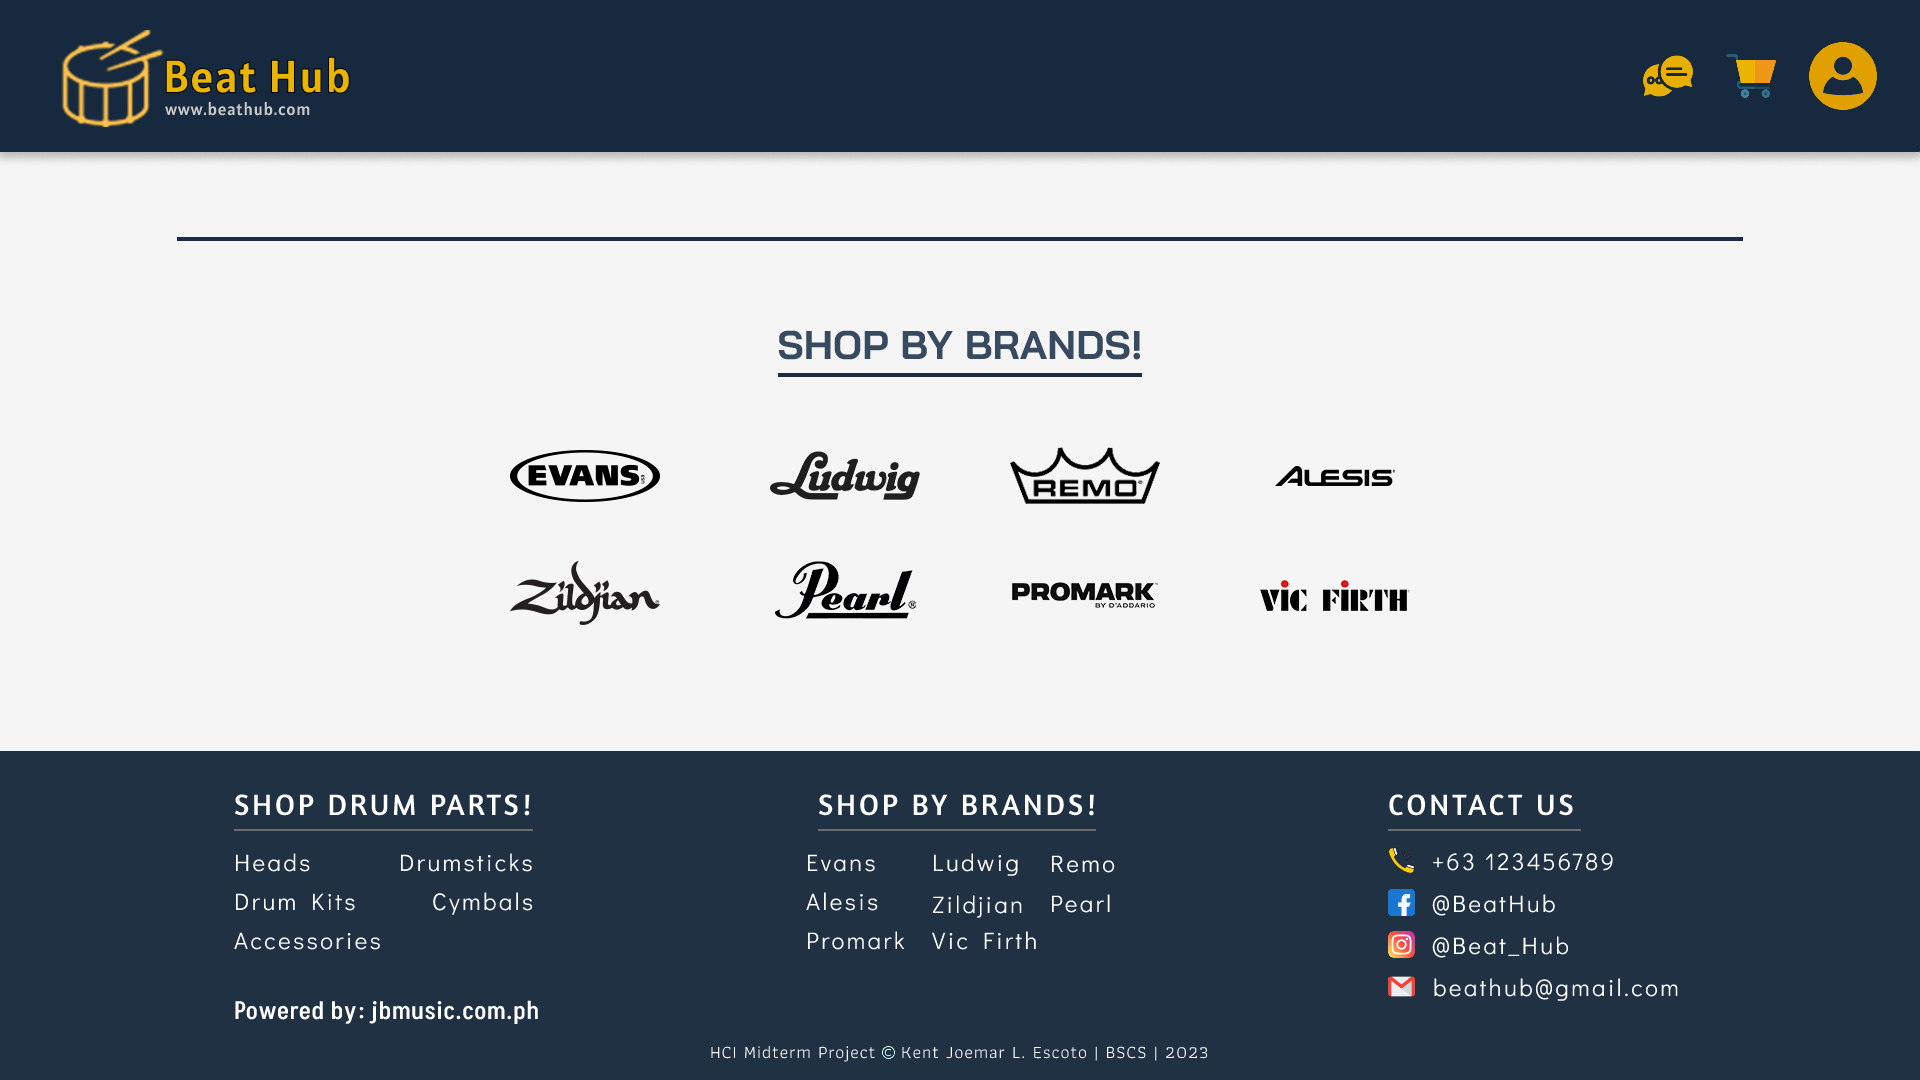 Beat Hub
www.beathub.com
SHOP BY BRANDS!
EVANS
Ludwig
REMO
ALESIS
Zildjian
Pearl®
PROMARK
BY D'ADDARIO
ViC FiRTH
SHOP DRUM PARTS!
Heads Drumsticks
Drum Kits Cymbals
Accessories
Powered by: jbmusic.com.ph
SHOP BY BRANDS!
Evans Ludwig Remo
Alesis Zildjian Pearl
Promark Vic Firth
CONTACT US
+63 123456789
@BeatHub
@Beat_Hub
beathub@gmail.com
HCI Midterm Project © Kent Joemar L. Escoto | BSCS | 2023